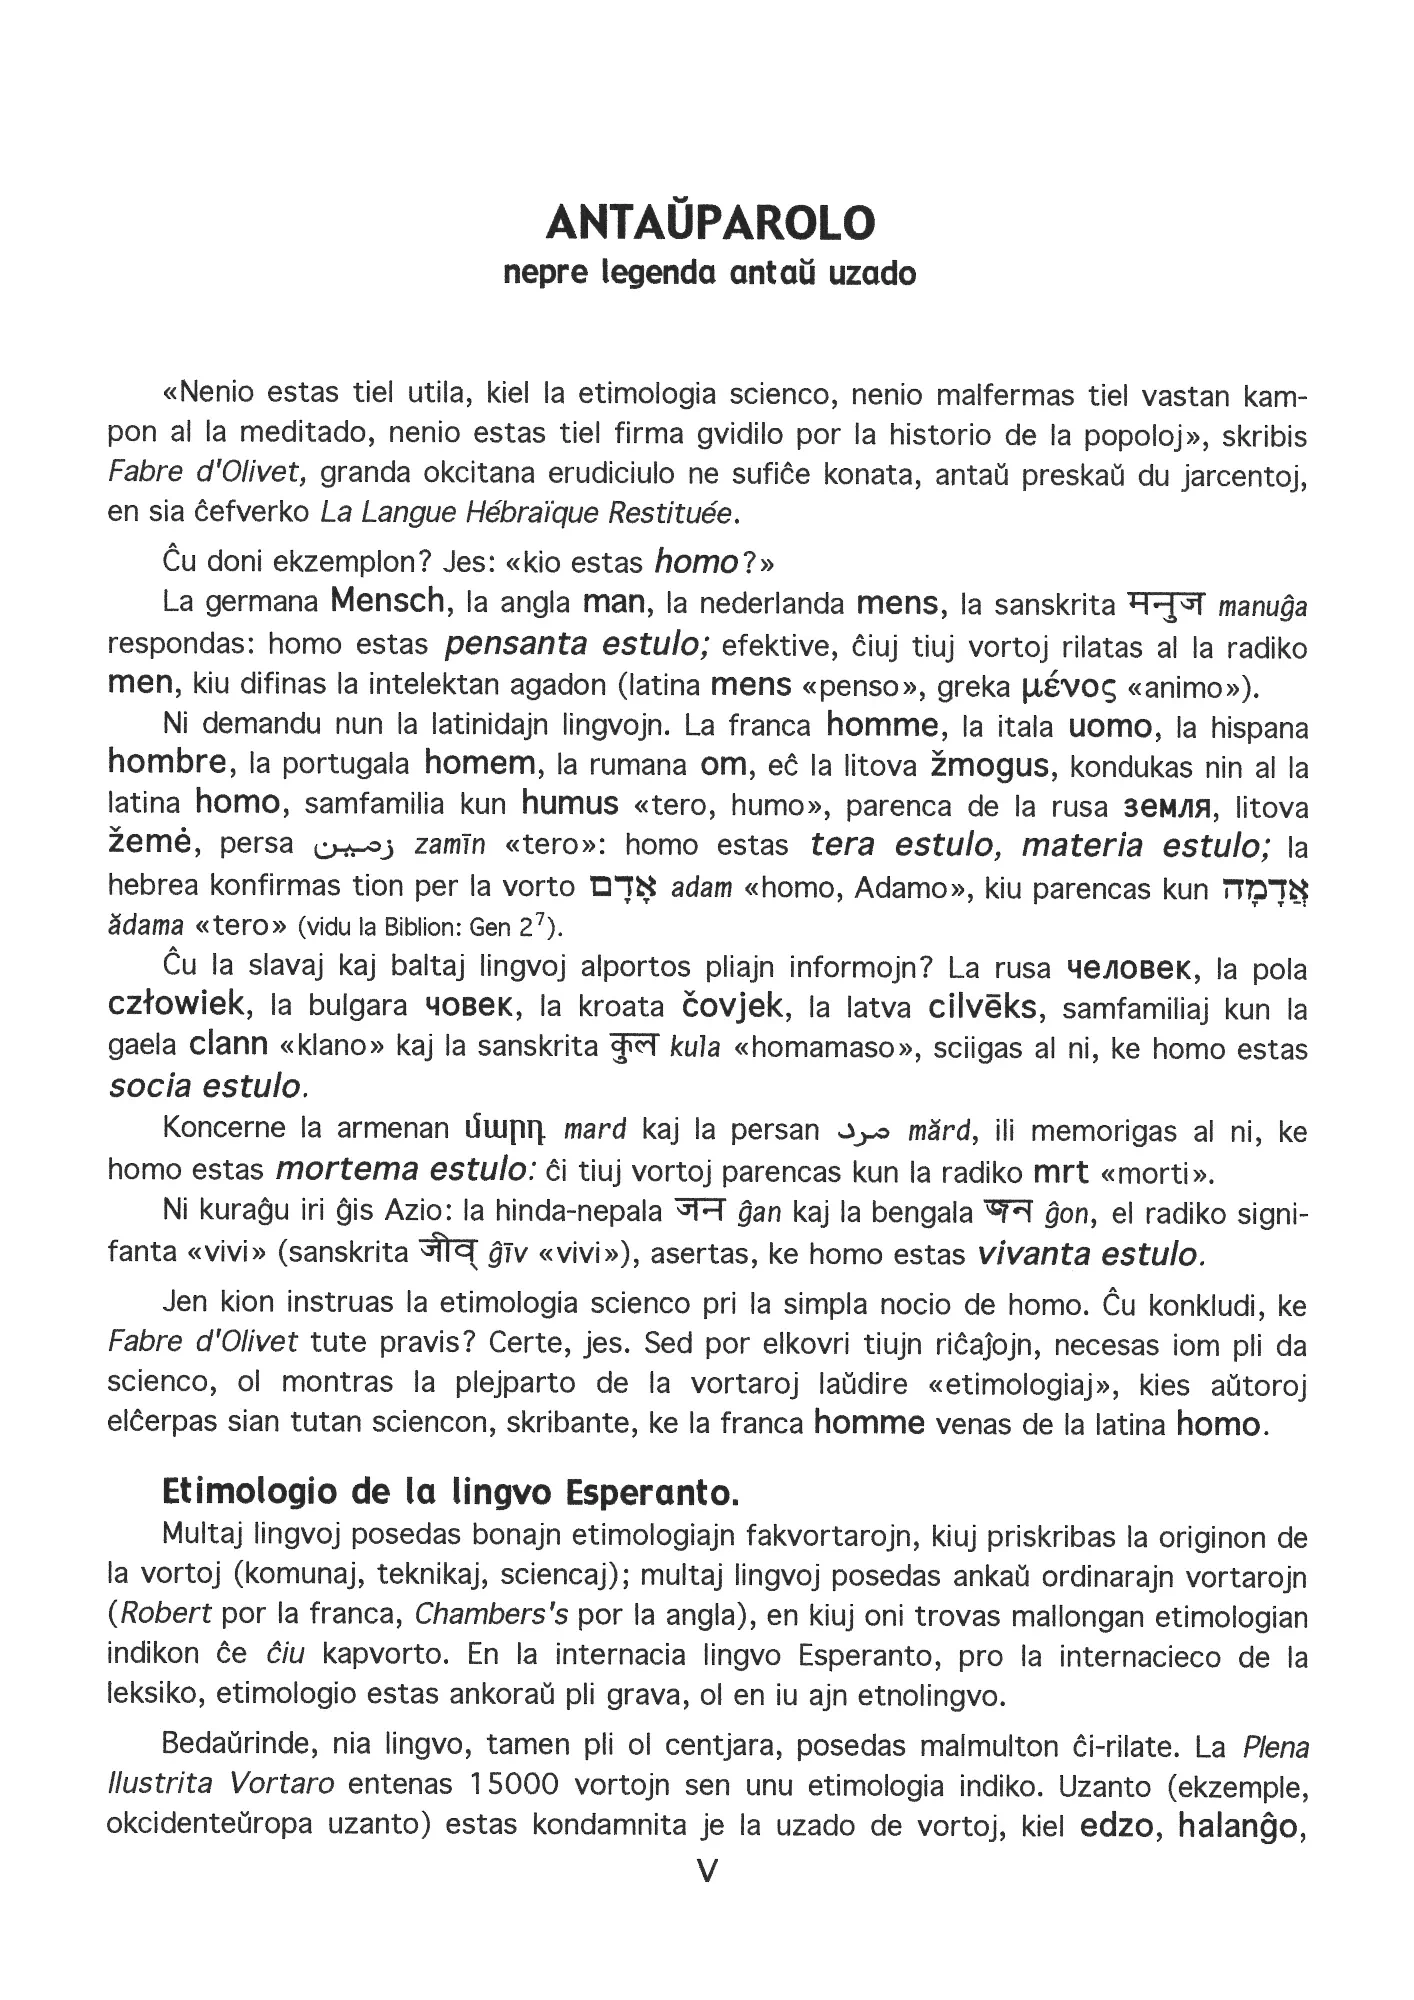 ANTAŬPAROLO
nepre legenda antaŭ uzado
«Nenio estas tiel utila, kiel la etimologia scienco, nenio malfermas tiel vastan kam-
pon al la meditado, nenio estas tiel firma gvidilo por la historio de la popoloj», skribis
Fabre d'Olivet, granda okcitana erudiciulo ne sufiĉe konata, antaŭ preskaŭ du jarcentoj,
en sia ĉefverko La Langue Hébraïque Restituée.
Ĉu doni ekzemplon? Jes: «kio estas homo?»
La germana Mensch, la angla man, la nederlanda mens, la sanskrita मनुज manuĝa
respondas: homo estas pensanta estulo; efektive, ĉiuj tiuj vortoj rilatas al la radiko
men, kiu difinas la intelektan agadon (latina mens «penso», greka μένος «animo»).
Ni demandu nun la latinidajn lingvojn. La franca homme, la itala uomo, la hispana
hombre, la portugala homem, la rumana om, eĉ la litova žmogus, kondukas nin al la
latina homo, samfamilia kun humus «tero, humo», parenca de la rusa земля, litova
žemė, persa زمین zamīn «tero»: homo estas tera estulo, materia estulo; la
hebrea konfirmas tion per la vorto אָדָם adam «homo, Adamo», kiu parencas kun אֲדָמָה
ădama «tero» (vidu la Biblion: Gen 2⁷).
Ĉu la slavaj kaj baltaj lingvoj alportos pliajn informojn? La rusa человек, la pola
człowiek, la bulgara човек, la kroata čovjek, la latva cilvēks, samfamiliaj kun la
gaela clann «klano» kaj la sanskrita कुल kula «homamaso», sciigas al ni, ke homo estas
socia estulo.
Koncerne la armenan մարդ mard kaj la persan مرد mărd, ili memorigas al ni, ke
homo estas mortema estulo: ĉi tiuj vortoj parencas kun la radiko mrt «morti».
Ni kuraĝu iri ĝis Azio: la hinda-nepala जन ĝan kaj la bengala জন ĝon, el radiko signi-
fanta «vivi» (sanskrita जीव् ĝīv «vivi»), asertas, ke homo estas vivanta estulo.
Jen kion instruas la etimologia scienco pri la simpla nocio de homo. Ĉu konkludi, ke
Fabre d'Olivet tute pravis? Certe, jes. Sed por elkovri tiujn riĉaĵojn, necesas iom pli da
scienco, ol montras la plejparto de la vortaroj laŭdire «etimologiaj», kies aŭtoroj
elĉerpas sian tutan sciencon, skribante, ke la franca homme venas de la latina homo.
Etimologio de la lingvo Esperanto.
Multaj lingvoj posedas bonajn etimologiajn fakvortarojn, kiuj priskribas la originon de
la vortoj (komunaj, teknikaj, sciencaj); multaj lingvoj posedas ankaŭ ordinarajn vortarojn
(Robert por la franca, Chambers's por la angla), en kiuj oni trovas mallongan etimologian
indikon ĉe ĉiu kapvorto. En la internacia lingvo Esperanto, pro la internacieco de la
leksiko, etimologio estas ankoraŭ pli grava, ol en iu ajn etnolingvo.
Bedaŭrinde, nia lingvo, tamen pli ol centjara, posedas malmulton ĉi-rilate. La Plena
Ilustrita Vortaro entenas 15000 vortojn sen unu etimologia indiko. Uzanto (ekzemple,
okcidenteŭropa uzanto) estas kondamnita je la uzado de vortoj, kiel edzo, halanĝo,
V